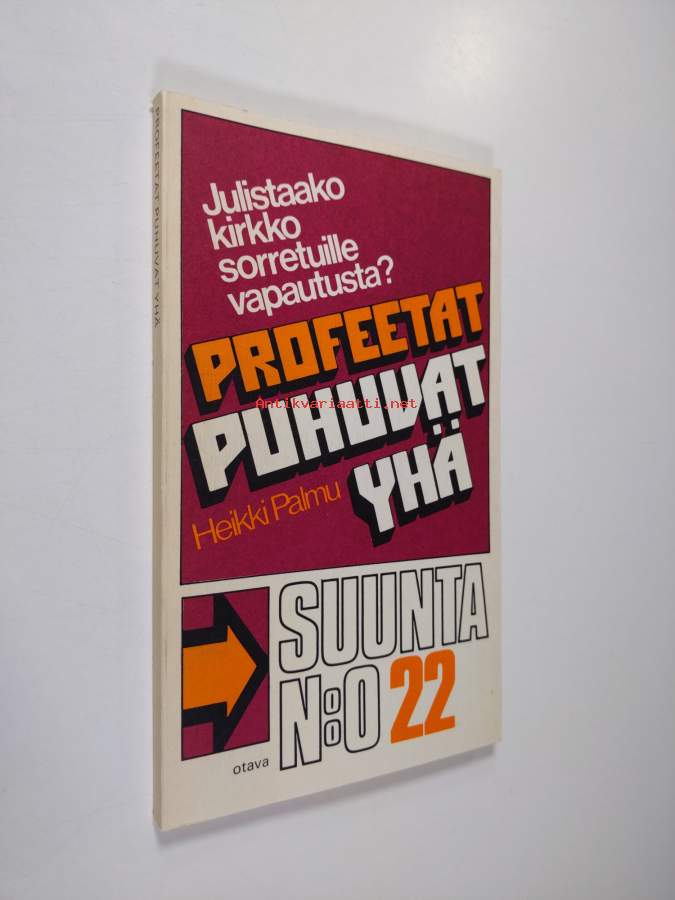 PROFEETAT PUHUVAT YHÄ
Julistaako
kirkko
sorretuille
vapautusta?
PROFEETAT
Antikvariaatti.net
PUHUVAT
YHÄ
Heikki Palmu
SUUNTA
N:O 22
otava